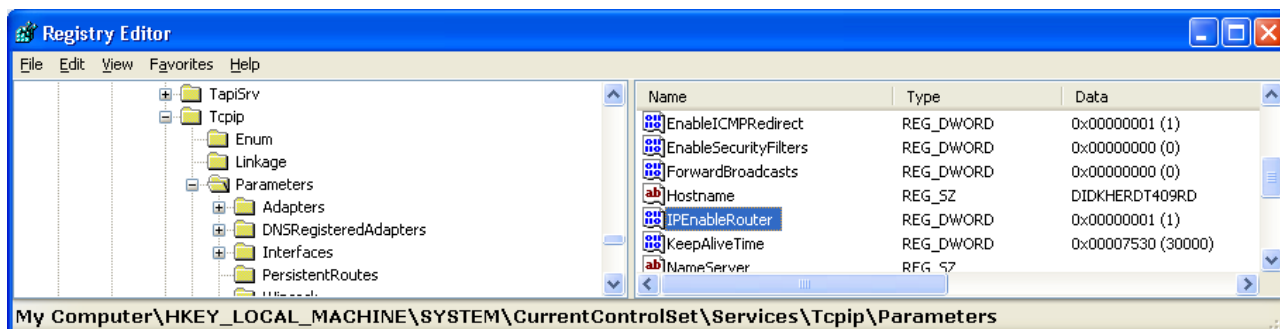 Registry Editor
File Edit View Favorites Help
TapiSrv
Tcpip
Enum
Linkage
Parameters
Adapters
DNSRegisteredAdapters
Interfaces
PersistentRoutes
Winsock
Name Type Data
EnableICMPRedirect REG_DWORD 0x00000001 (1)
EnableSecurityFilters REG_DWORD 0x00000000 (0)
ForwardBroadcasts REG_DWORD 0x00000000 (0)
Hostname REG_SZ DIDKHERDT409RD
IPEnableRouter REG_DWORD 0x00000001 (1)
KeepAliveTime REG_DWORD 0x00007530 (30000)
NameServer REG_SZ
My Computer\HKEY_LOCAL_MACHINE\SYSTEM\CurrentControlSet\Services\Tcpip\Parameters